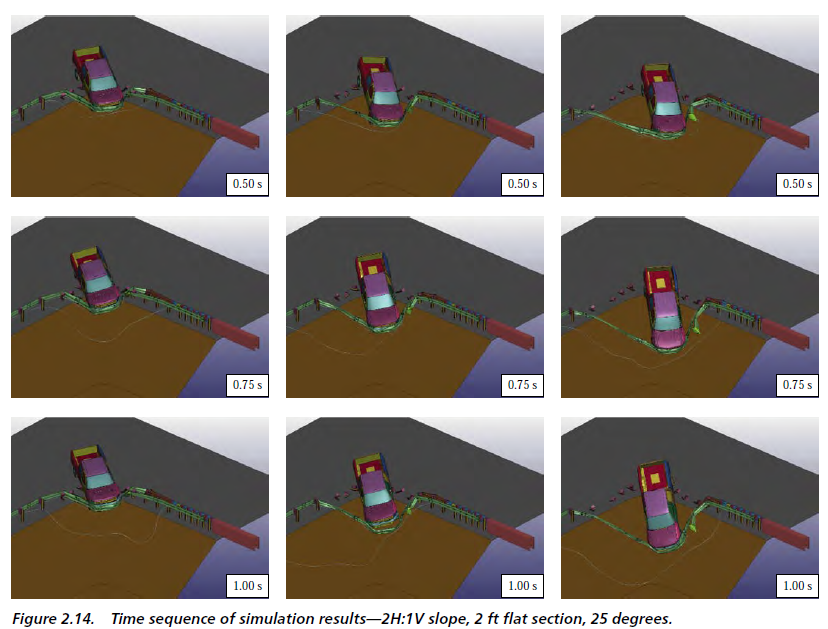 0.50 s
0.50 s
0.50 s
0.75 s
0.75 s
0.75 s
1.00 s
1.00 s
1.00 s
Figure 2.14. Time sequence of simulation results—2H:1V slope, 2 ft flat section, 25 degrees.